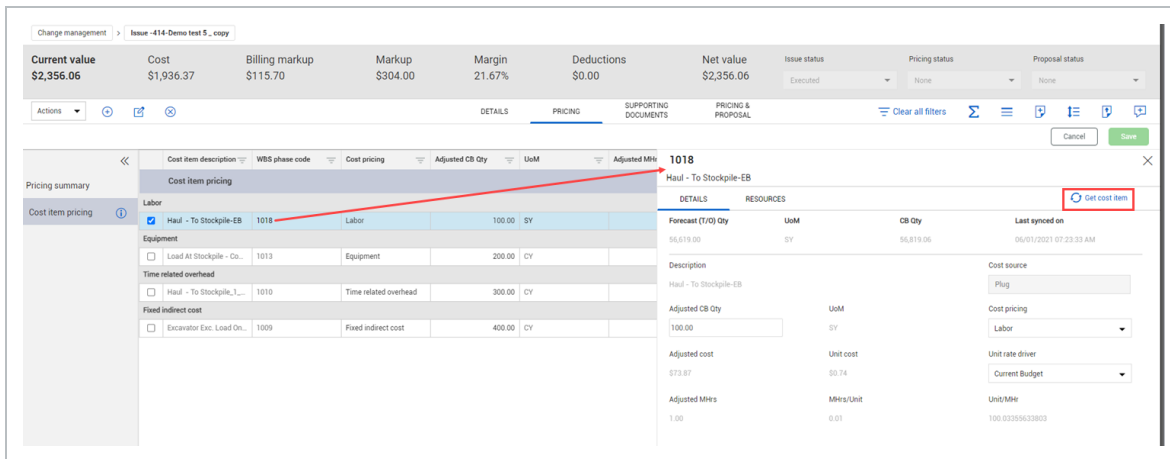 Change management > Issue -414-Demo test 5 _ copy
Current value Cost Billing markup Markup Margin Deductions Net value Issue status Pricing status Proposal status
$2,356.06 $1,936.37 $115.70 $304.00 21.67% $0.00 $2,356.06 Executed None None
Actions DETAILS PRICING SUPPORTING DOCUMENTS PRICING & PROPOSAL Clear all filters
Cancel Save
Pricing summary
Cost item pricing
Cost item description WBS phase code Cost pricing Adjusted CB Qty UoM Adjusted MHr
Cost item pricing
Labor
Haul - To Stockpile-EB 1018 Labor 100.00 SY
Equipment
Load At Stockpile - Co... 1013 Equipment 200.00 CY
Time related overhead
Haul - To Stockpile_1_... 1010 Time related overhead 300.00 CY
Fixed indirect cost
Excavator Exc. Load On... 1009 Fixed indirect cost 400.00 CY
1018
Haul - To Stockpile-EB
DETAILS RESOURCES Get cost item
Forecast (T/O) Qty UoM CB Qty Last synced on
56,619.00 SY 56,819.06 06/01/2021 07:23:33 AM
Description Cost source
Haul - To Stockpile-EB Plug
Adjusted CB Qty UoM Cost pricing
100.00 SY Labor
Adjusted cost Unit cost Unit rate driver
$73.87 $0.74 Current Budget
Adjusted MHrs MHrs/Unit Unit/MHr
1.00 0.01 100.03355633803